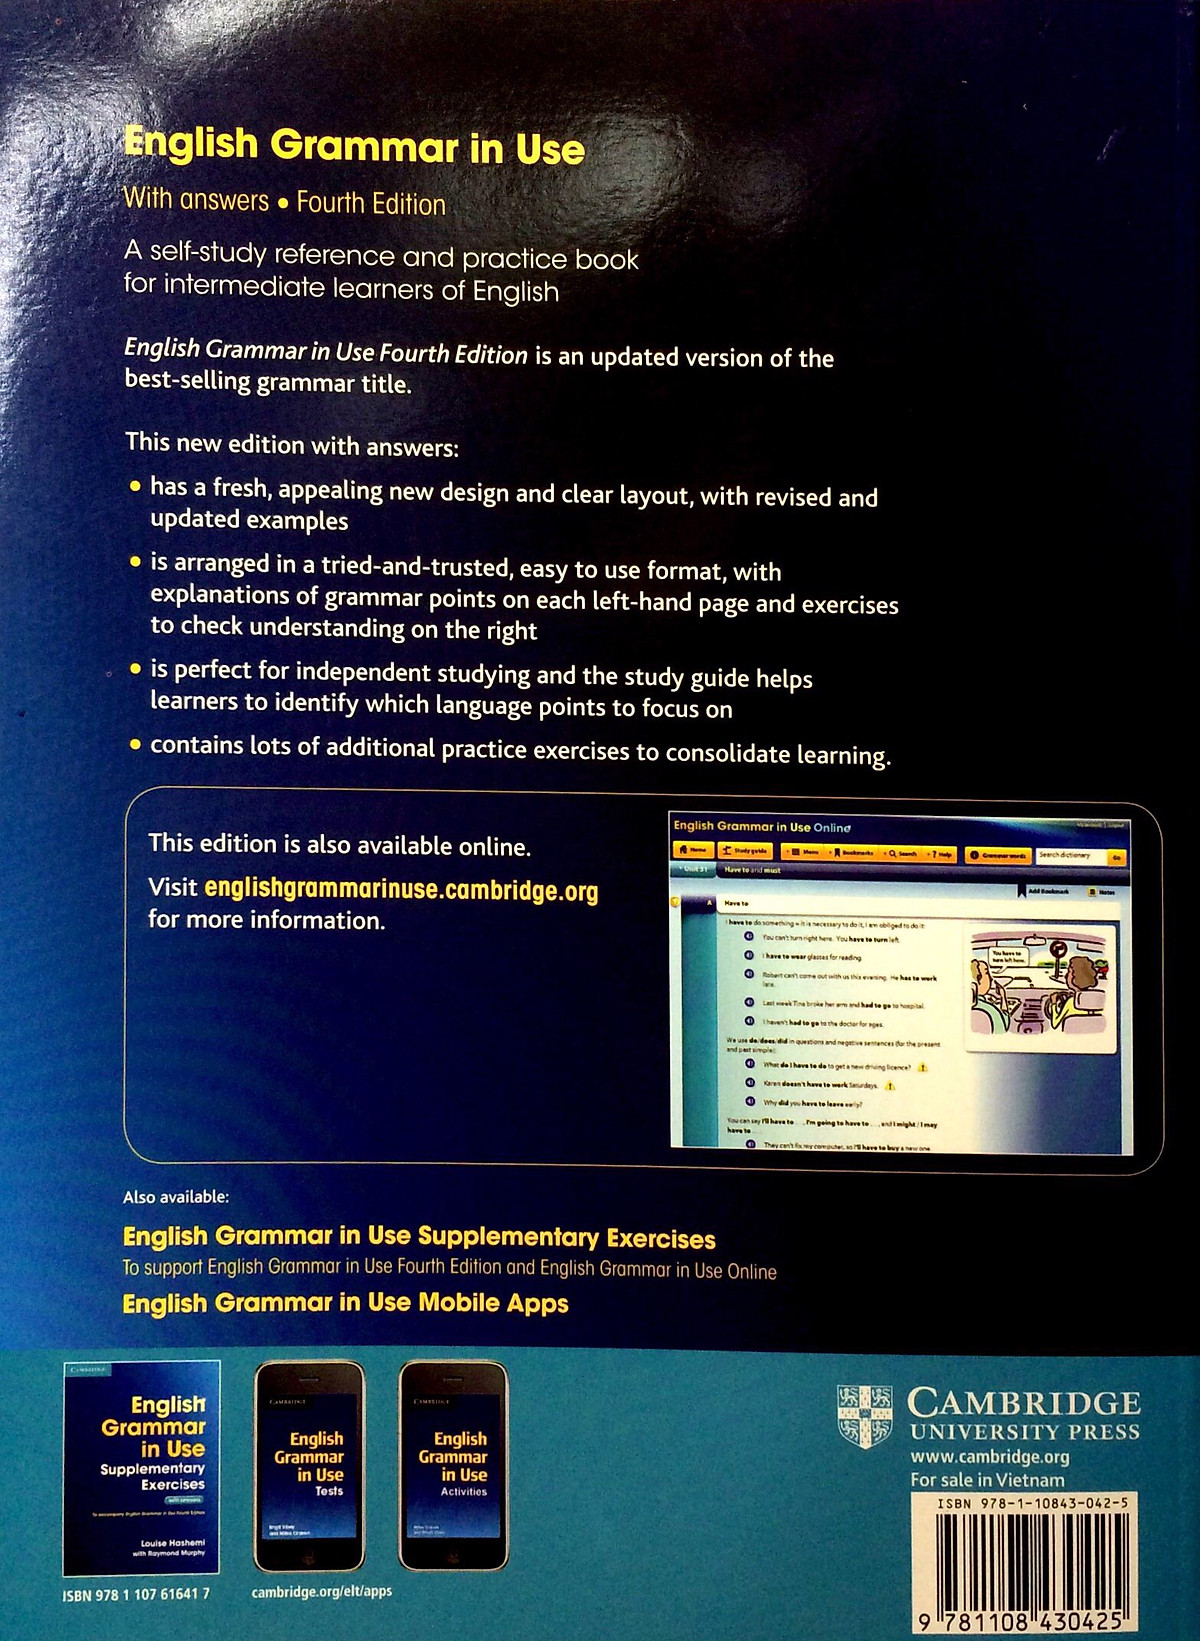 English Grammar in Use
With answers • Fourth Edition
A self-study reference and practice book
for intermediate learners of English
English Grammar in Use Fourth Edition is an updated version of the
best-selling grammar title.
This new edition with answers:
• has a fresh, appealing new design and clear layout, with revised and
updated examples
• is arranged in a tried-and-trusted, easy to use format, with
explanations of grammar points on each left-hand page and exercises
to check understanding on the right
• is perfect for independent studying and the study guide helps
learners to identify which language points to focus on
• contains lots of additional practice exercises to consolidate learning.
This edition is also available online.
Visit englishgrammarinuse.cambridge.org
for more information.
English Grammar in Use Online
Home Study guide Menu Bookmarks Search Help Grammar words Search dictionary Go
Unit 31 Have to and must
Add Bookmark Notes
A Have to
I have to do something = it is necessary to do it, I am obliged to do it:
You can't turn right here. You have to turn left.
I have to wear glasses for reading.
Robert can't come out with us this evening. He has to work
late.
Last week Tina broke her arm and had to go to hospital.
I haven't had to go to the doctor for ages.
You have to
turn left here.
We use do/does/did in questions and negative sentences (for the present
and past simple):
What do I have to do to get a new driving licence?
Karen doesn't have to work Saturdays.
Why did you have to leave early?
You can say I'll have to ... , I'm going to have to ... , and I might / I may
have to ...
They can't fix my computer, so I'll have to buy a new one.
Also available:
English Grammar in Use Supplementary Exercises
To support English Grammar in Use Fourth Edition and English Grammar in Use Online
English Grammar in Use Mobile Apps
CAMBRIDGE
English
Grammar
in Use
Supplementary
Exercises
with answers
To accompany English Grammar in Use Fourth Edition
Louise Hashemi
with Raymond Murphy
ISBN 978 1 107 61641 7
CAMBRIDGE
English
Grammar
in Use
Tests
CAMBRIDGE
English
Grammar
in Use
Activities
cambridge.org/elt/apps
CAMBRIDGE
UNIVERSITY PRESS
www.cambridge.org
For sale in Vietnam
ISBN 978-1-10843-042-5
9 781108 430425